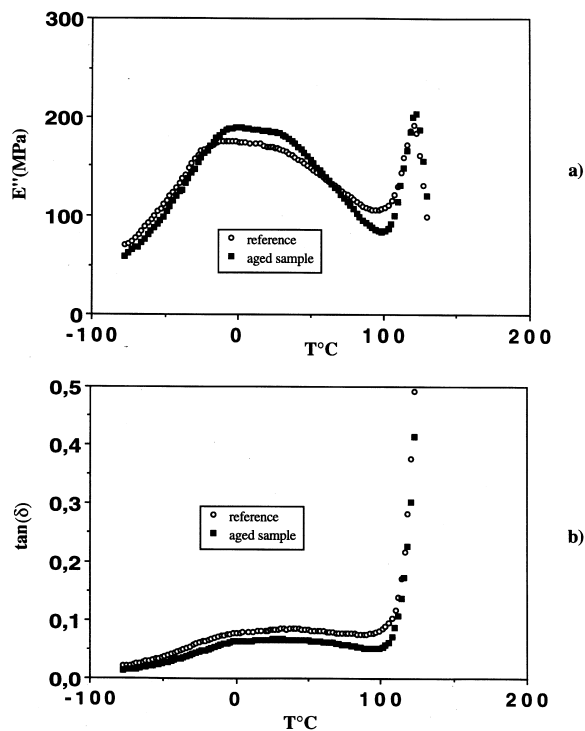 300
200
100
0
E''(MPa)
reference
aged sample
-100
0
100
200
T°C
a)
0,5
0,4
0,3
0,2
0,1
0,0
tan(δ)
reference
aged sample
-100
0
100
200
T°C
b)